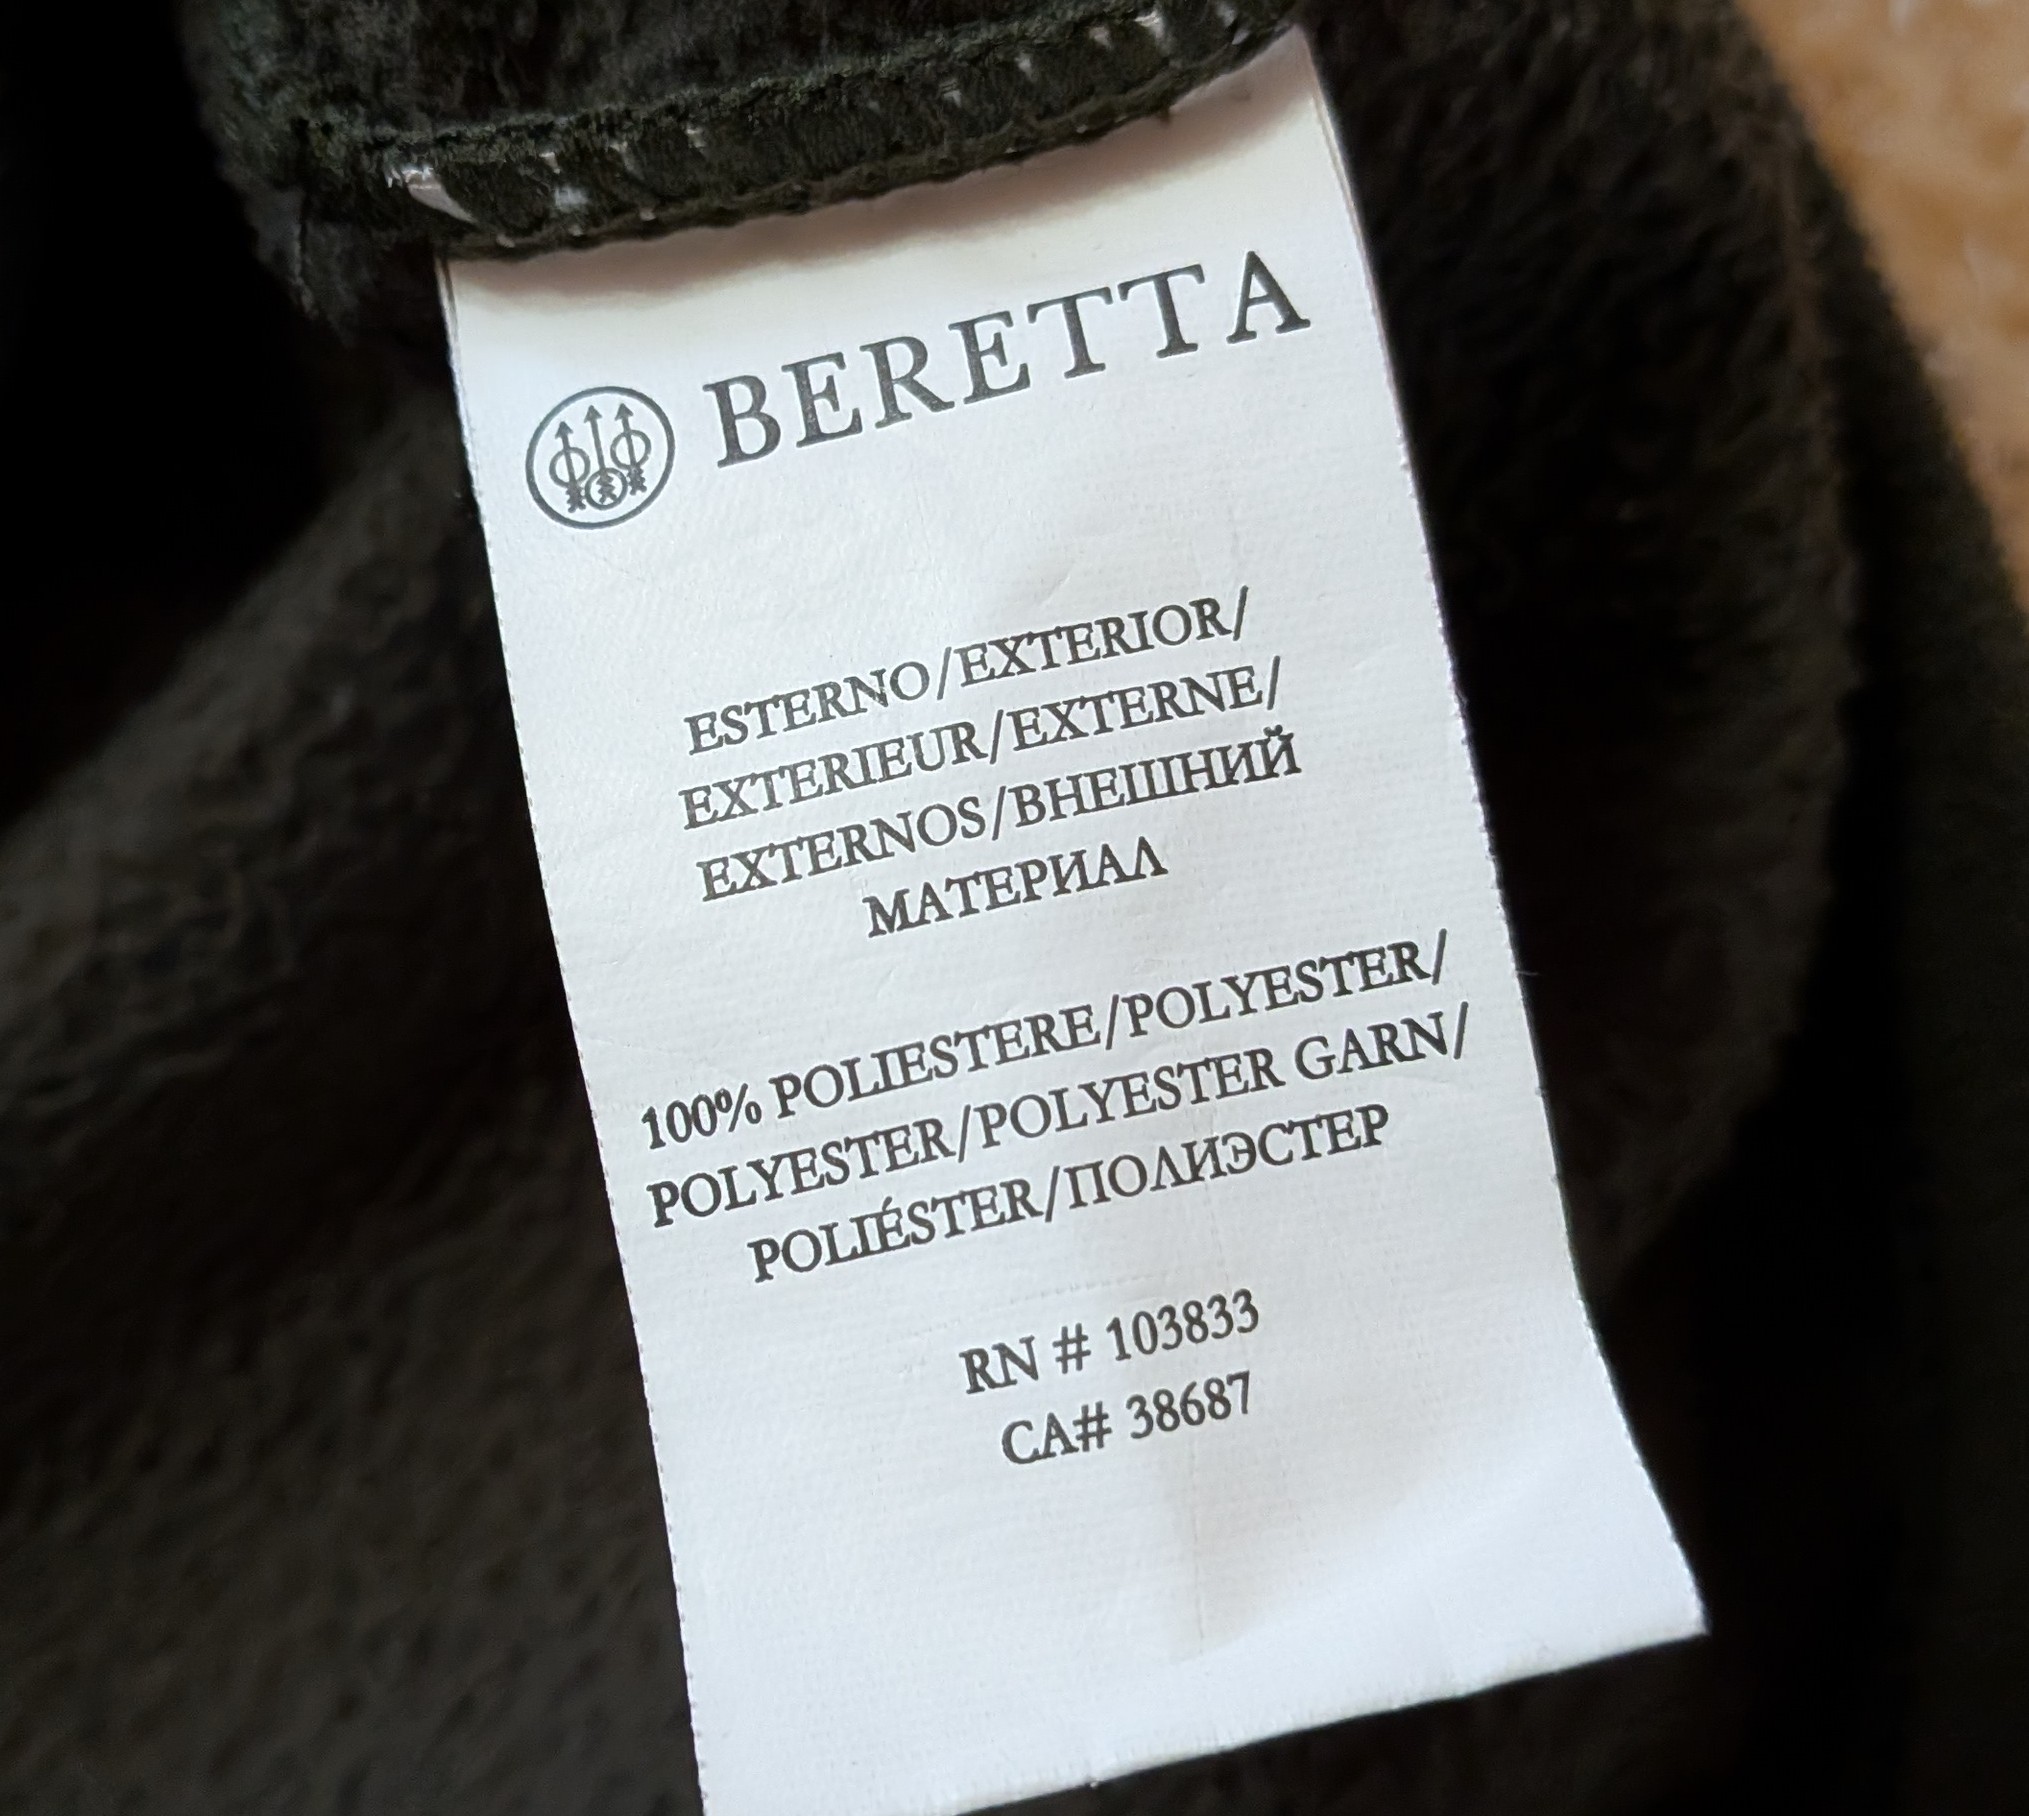 BERETTA
ESTERNO/EXTERIOR/
EXTERIEUR/EXTERNE/
EXTERNOS/ВНЕШНИЙ
МАТЕРИАЛ
100% POLIESTERE/POLYESTER/
POLYESTER/POLYESTER GARN/
POLIÉSTER/ПОЛИЭСТЕР
RN # 103833
CA# 38687